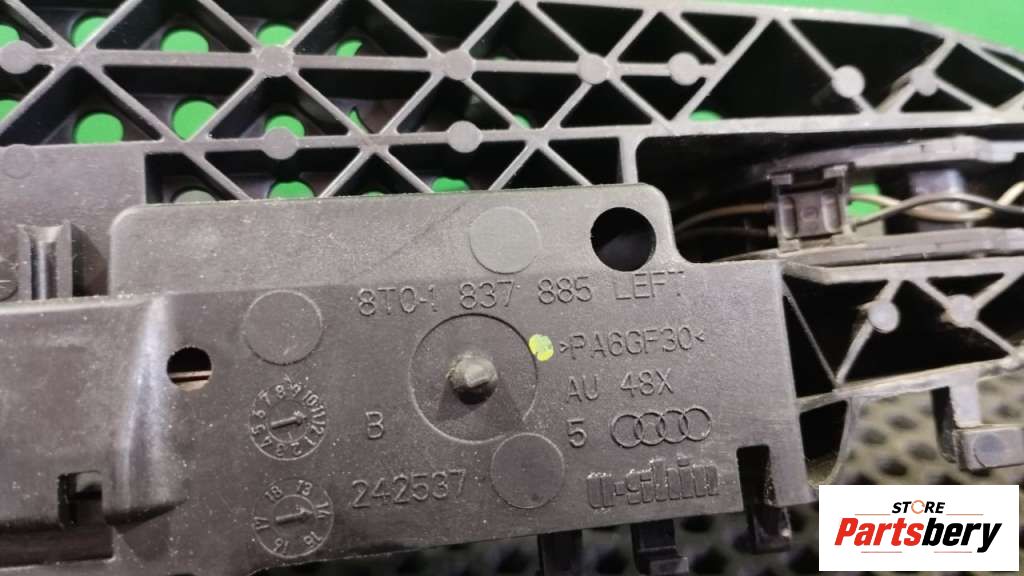 8T0-1 837 885 LEFT
>PA6GF30<
AU 48X
B
5
242537
STORE
Partsbery